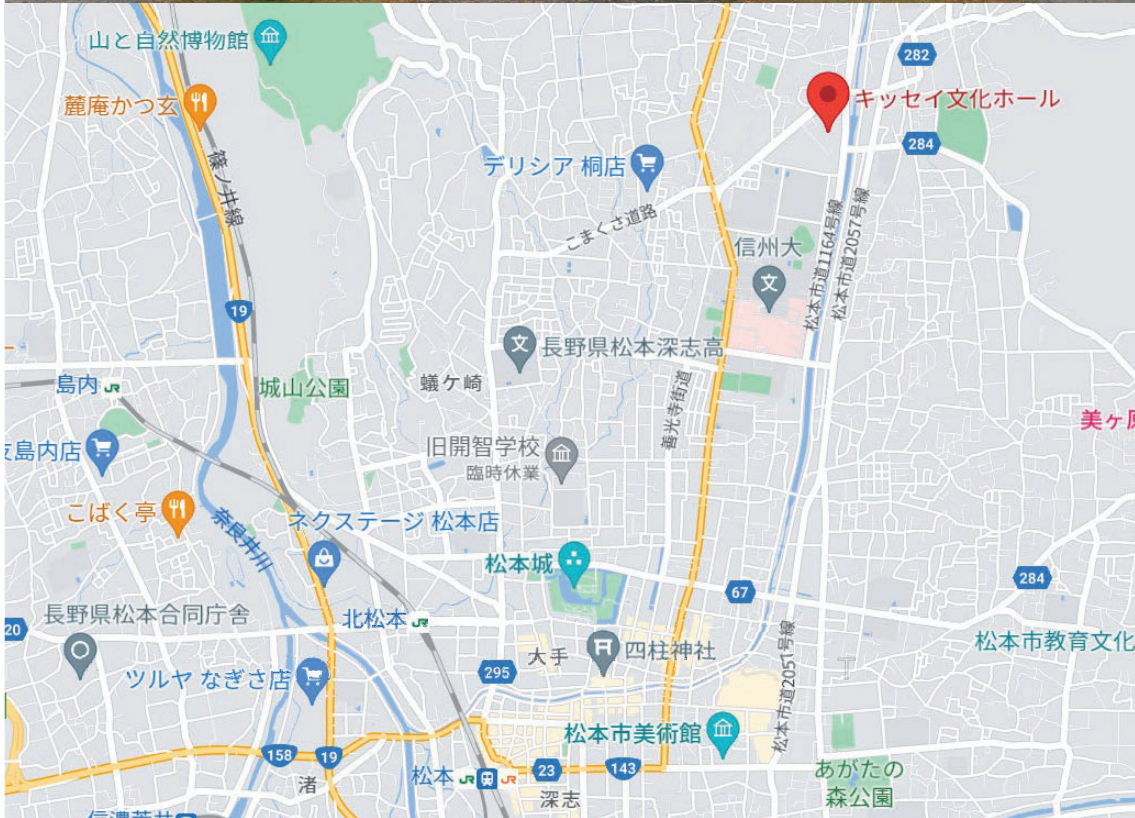 山と自然博物館
282
麓庵かつ玄
キッセイ文化ホール
284
デリシア 桐店
篠ノ井線
こまくさ道路
信州大
松本市道1164号線
松本市道2057号線
19
長野県松本深志高
島内 JR
城山公園
蟻ケ崎
善光寺街道
美ヶ原
島内店
旧開智学校
臨時休業
こばく亭
奈良井川
ネクステージ 松本店
松本城
67
284
長野県松本合同庁舎
20
北松本 JR
大手
四柱神社
松本市道2051号線
松本市教育文化
295
ツルヤ なぎさ店
松本市美術館
158
19
松本 JR JR
23
143
あがたの
森公園
渚
深志